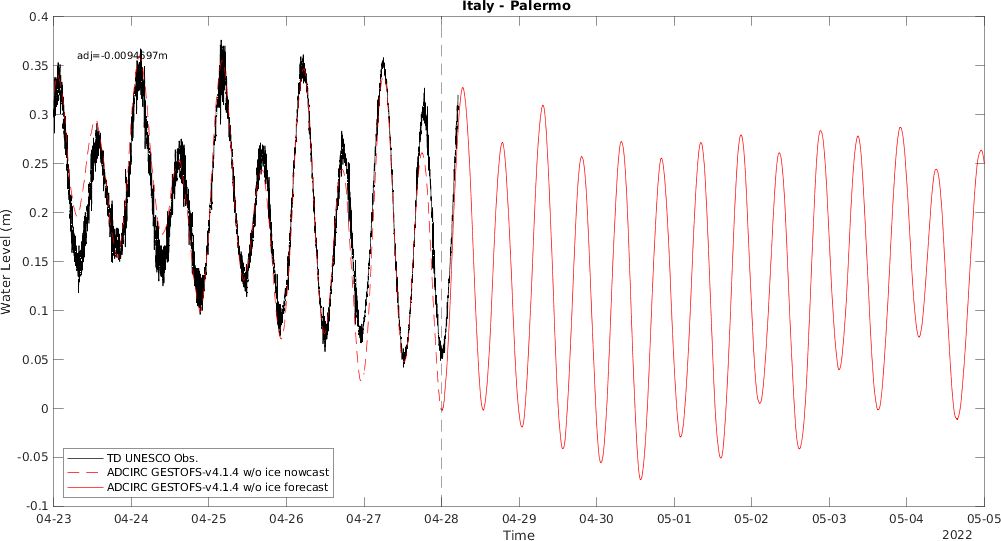 Italy - Palermo
adj=-0.0094697m
0.4
0.35
0.3
0.25
0.2
0.15
0.1
0.05
0
-0.05
-0.1
Water Level (m)
TD UNESCO Obs.
ADCIRC GESTOFS-v4.1.4 w/o ice nowcast
ADCIRC GESTOFS-v4.1.4 w/o ice forecast
04-23 04-24 04-25 04-26 04-27 04-28 04-29 04-30 05-01 05-02 05-03 05-04 05-05
Time
2022